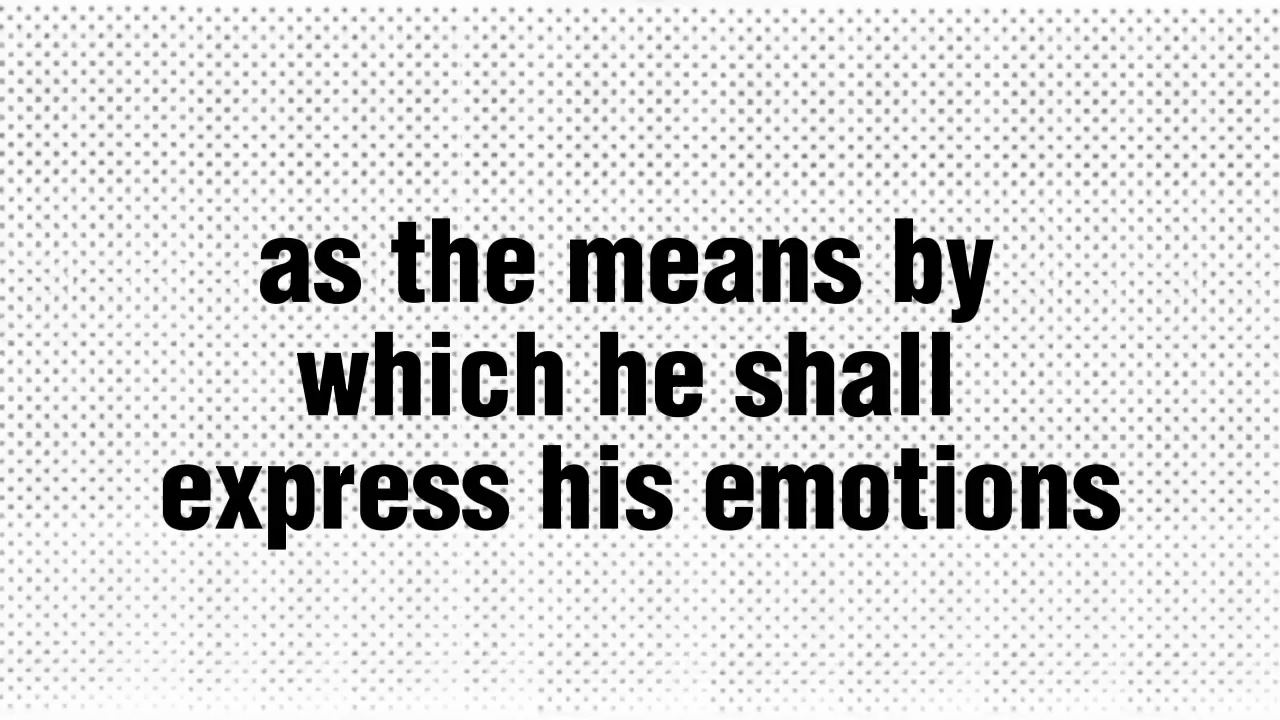 as the means by
which he shall
express his emotions